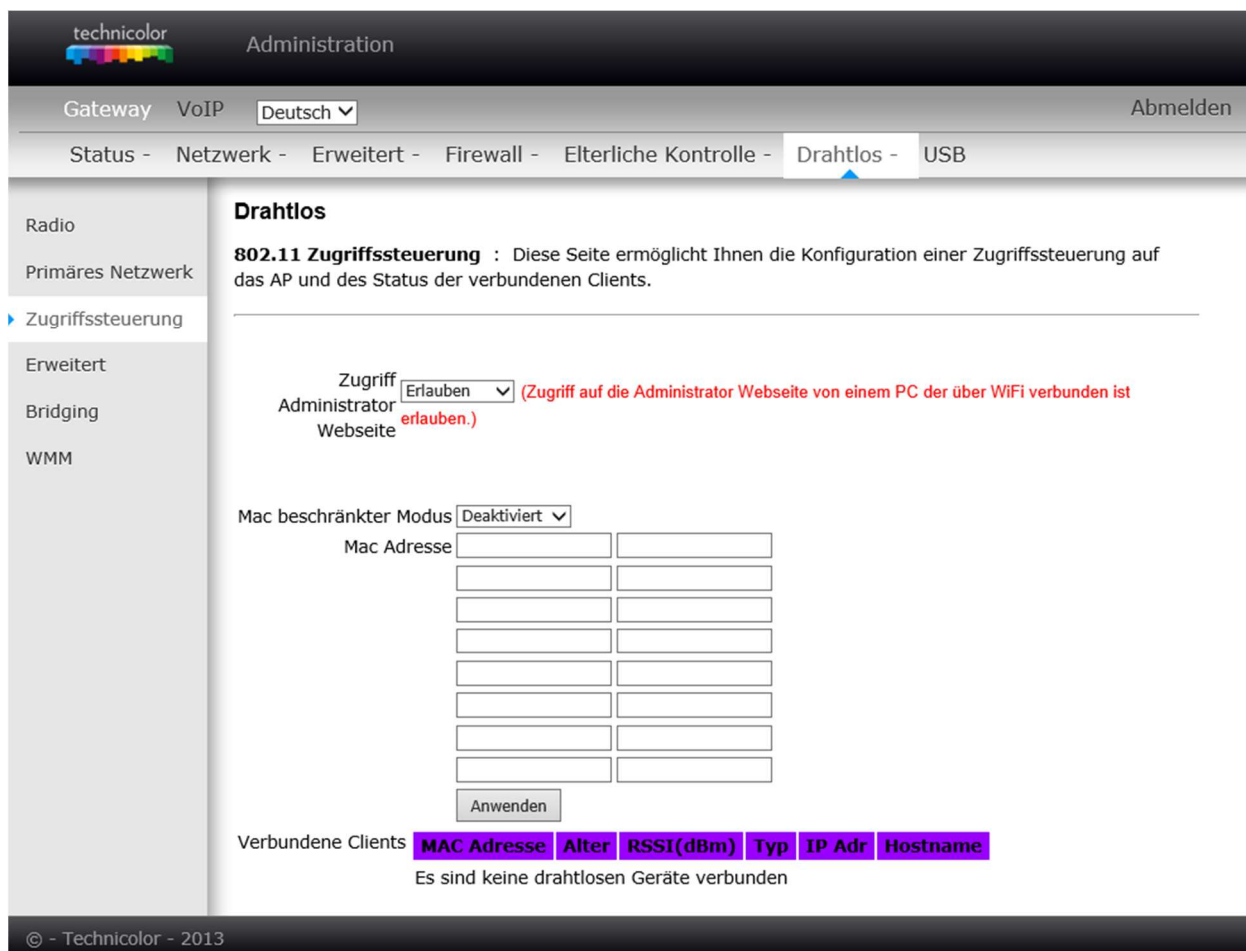 technicolor
Administration
Gateway VoIP Deutsch Abmelden
Status - Netzwerk - Erweitert - Firewall - Elterliche Kontrolle - Drahtlos - USB
Radio
Primäres Netzwerk
Zugriffssteuerung
Erweitert
Bridging
WMM
Drahtlos
802.11 Zugriffssteuerung : Diese Seite ermöglicht Ihnen die Konfiguration einer Zugriffssteuerung auf
das AP und des Status der verbundenen Clients.
Zugriff
Administrator
Webseite
Erlauben (Zugriff auf die Administrator Webseite von einem PC der über WiFi verbunden ist
erlauben.)
Mac beschränkter Modus Deaktiviert
Mac Adresse
Anwenden
Verbundene Clients MAC Adresse Alter RSSI(dBm) Typ IP Adr Hostname
Es sind keine drahtlosen Geräte verbunden
© - Technicolor - 2013